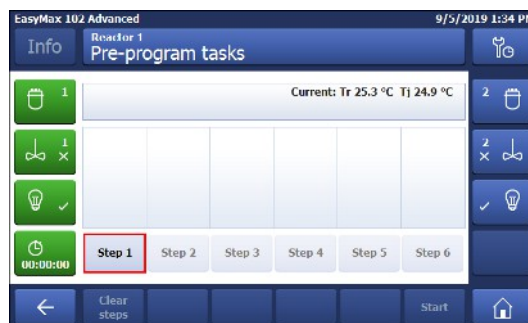 EasyMax 102 Advanced 9/5/2019 1:34 PM
Info
Reactor 1
Pre-program tasks
1
Current: Tr 25.3 °C Tj 24.9 °C
2
1
2
00:00:00
Step 1 Step 2 Step 3 Step 4 Step 5 Step 6
Clear
steps
Start